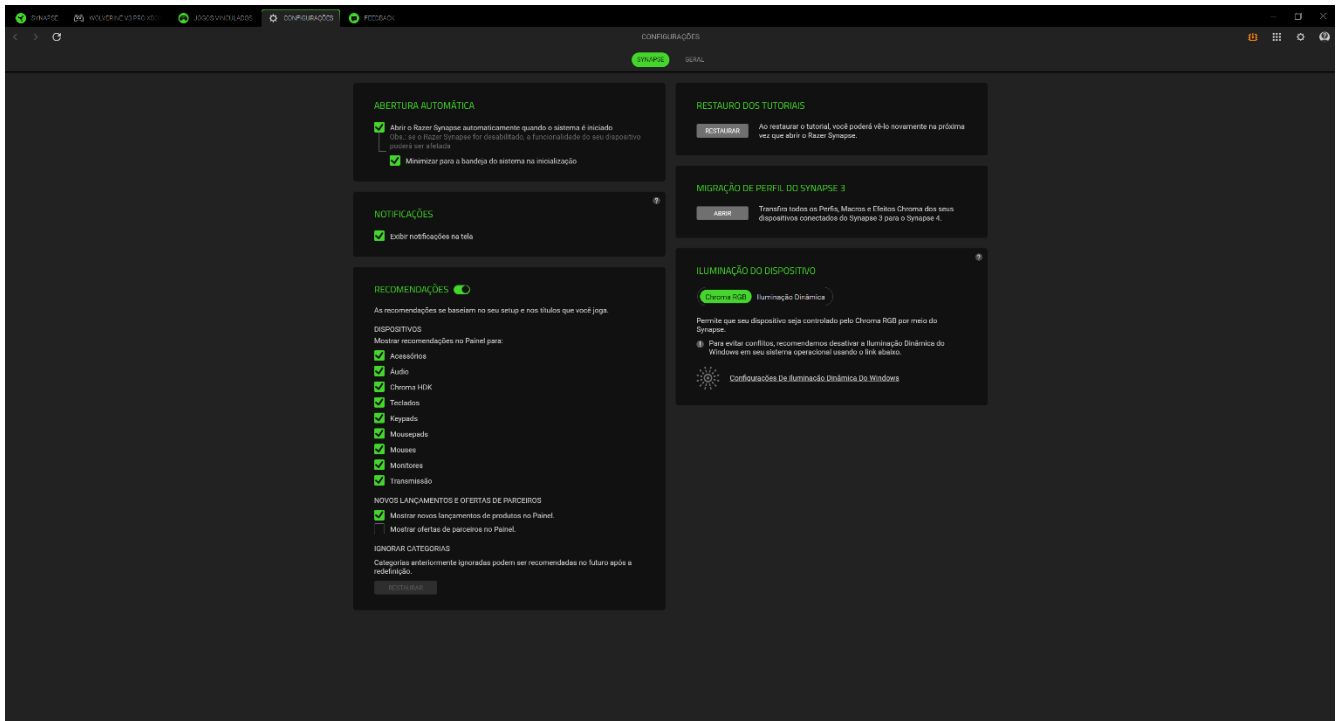 SYNAPSE
WOLVERINE V3 PRO XBO
JOGOS VINCULADOS
CONFIGURAÇÕES
FEEDBACK
CONFIGURAÇÕES
SYNAPSE
GERAL
ABERTURA AUTOMÁTICA
Abrir o Razer Synapse automaticamente quando o sistema é iniciado
Obs.: se o Razer Synapse for desabilitado, a funcionalidade do seu dispositivo
poderá ser afetada
Minimizar para a bandeja do sistema na inicialização
NOTIFICAÇÕES
Exibir notificações na tela
RECOMENDAÇÕES
As recomendações se baseiam no seu setup e nos títulos que você joga.
DISPOSITIVOS
Mostrar recomendações no Painel para:
Acessórios
Áudio
Chroma HDK
Teclados
Keypads
Mousepads
Mouses
Monitores
Transmissão
NOVOS LANÇAMENTOS E OFERTAS DE PARCEIROS
Mostrar novos lançamentos de produtos no Painel.
Mostrar ofertas de parceiros no Painel.
IGNORAR CATEGORIAS
Categorias anteriormente ignoradas podem ser recomendadas no futuro após a
redefinição.
RESTAURAR
RESTAURO DOS TUTORIAIS
RESTAURAR
Ao restaurar o tutorial, você poderá vê-lo novamente na próxima
vez que abrir o Razer Synapse.
MIGRAÇÃO DE PERFIL DO SYNAPSE 3
ABRIR
Transfira todos os Perfis, Macros e Efeitos Chroma dos seus
dispositivos conectados do Synapse 3 para o Synapse 4.
ILUMINAÇÃO DO DISPOSITIVO
Chroma RGB
Iluminação Dinâmica
Permite que seu dispositivo seja controlado pelo Chroma RGB por meio do
Synapse.
Para evitar conflitos, recomendamos desativar a Iluminação Dinâmica do
Windows em seu sistema operacional usando o link abaixo.
Configurações De Iluminação Dinâmica Do Windows